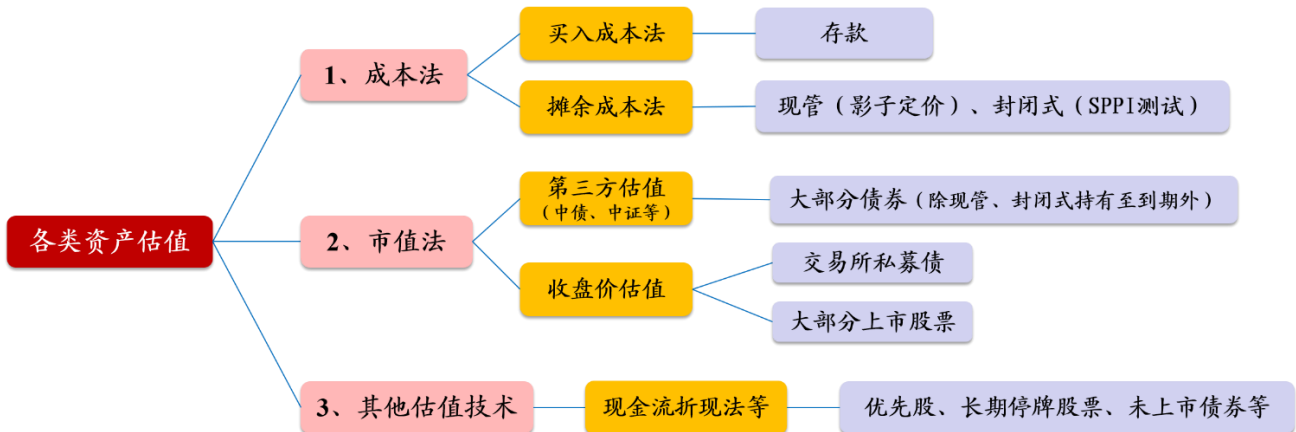 各类资产估值
1、成本法
买入成本法
存款
摊余成本法
现管（影子定价）、封闭式（SPPI测试）
2、市值法
第三方估值
（中债、中证等）
大部分债券（除现管、封闭式持有至到期外）
收盘价估值
交易所私募债
大部分上市股票
3、其他估值技术
现金流折现法等
优先股、长期停牌股票、未上市债券等